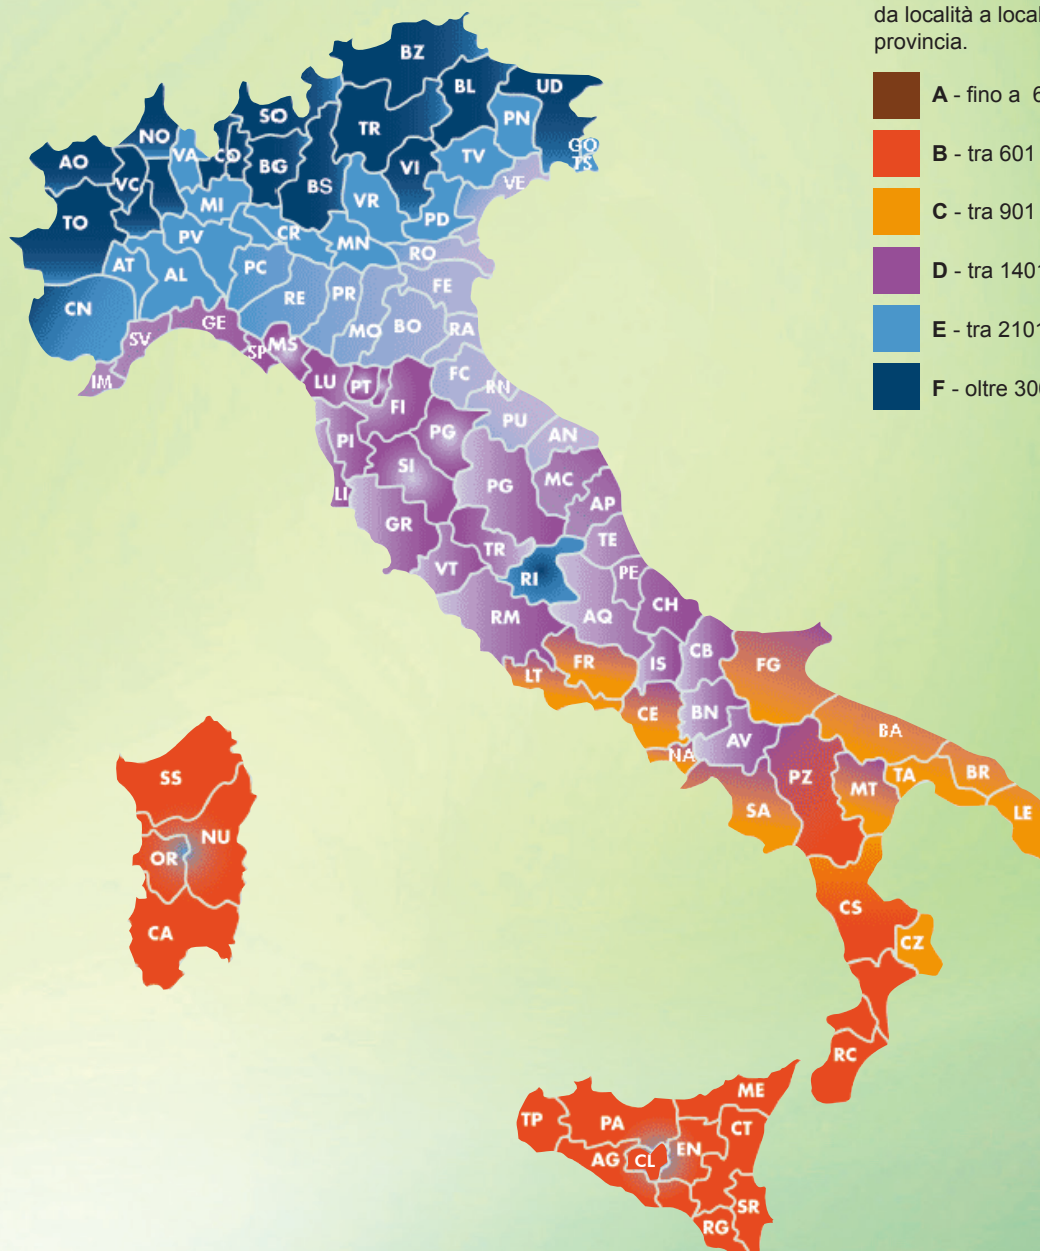 da località a local
provincia.
A - fino a 6
B - tra 601
C - tra 901
D - tra 1401
E - tra 2101
F - oltre 300
BZ
BL
UD
SO
TR
PN
NO
GO
TS
AO
VA
CO
BG
VI
TV
VC
BS
VE
TO
MI
VR
PD
PV
CR
MN
RO
AT
AL
PC
FE
CN
RE
PR
GE
MO
BO
RA
SV
SP
MS
IM
LU
PT
FC
RN
FI
PU
PI
PG
AN
SI
LI
PG
MC
AP
GR
TR
TE
VT
RI
PE
RM
AQ
CH
LT
FR
IS
CB
FG
CE
BN
NA
AV
BA
SS
PZ
MT
TA
BR
SA
LE
OR
NU
CA
CS
CZ
RC
ME
TP
PA
CT
AG
CL
EN
SR
RG